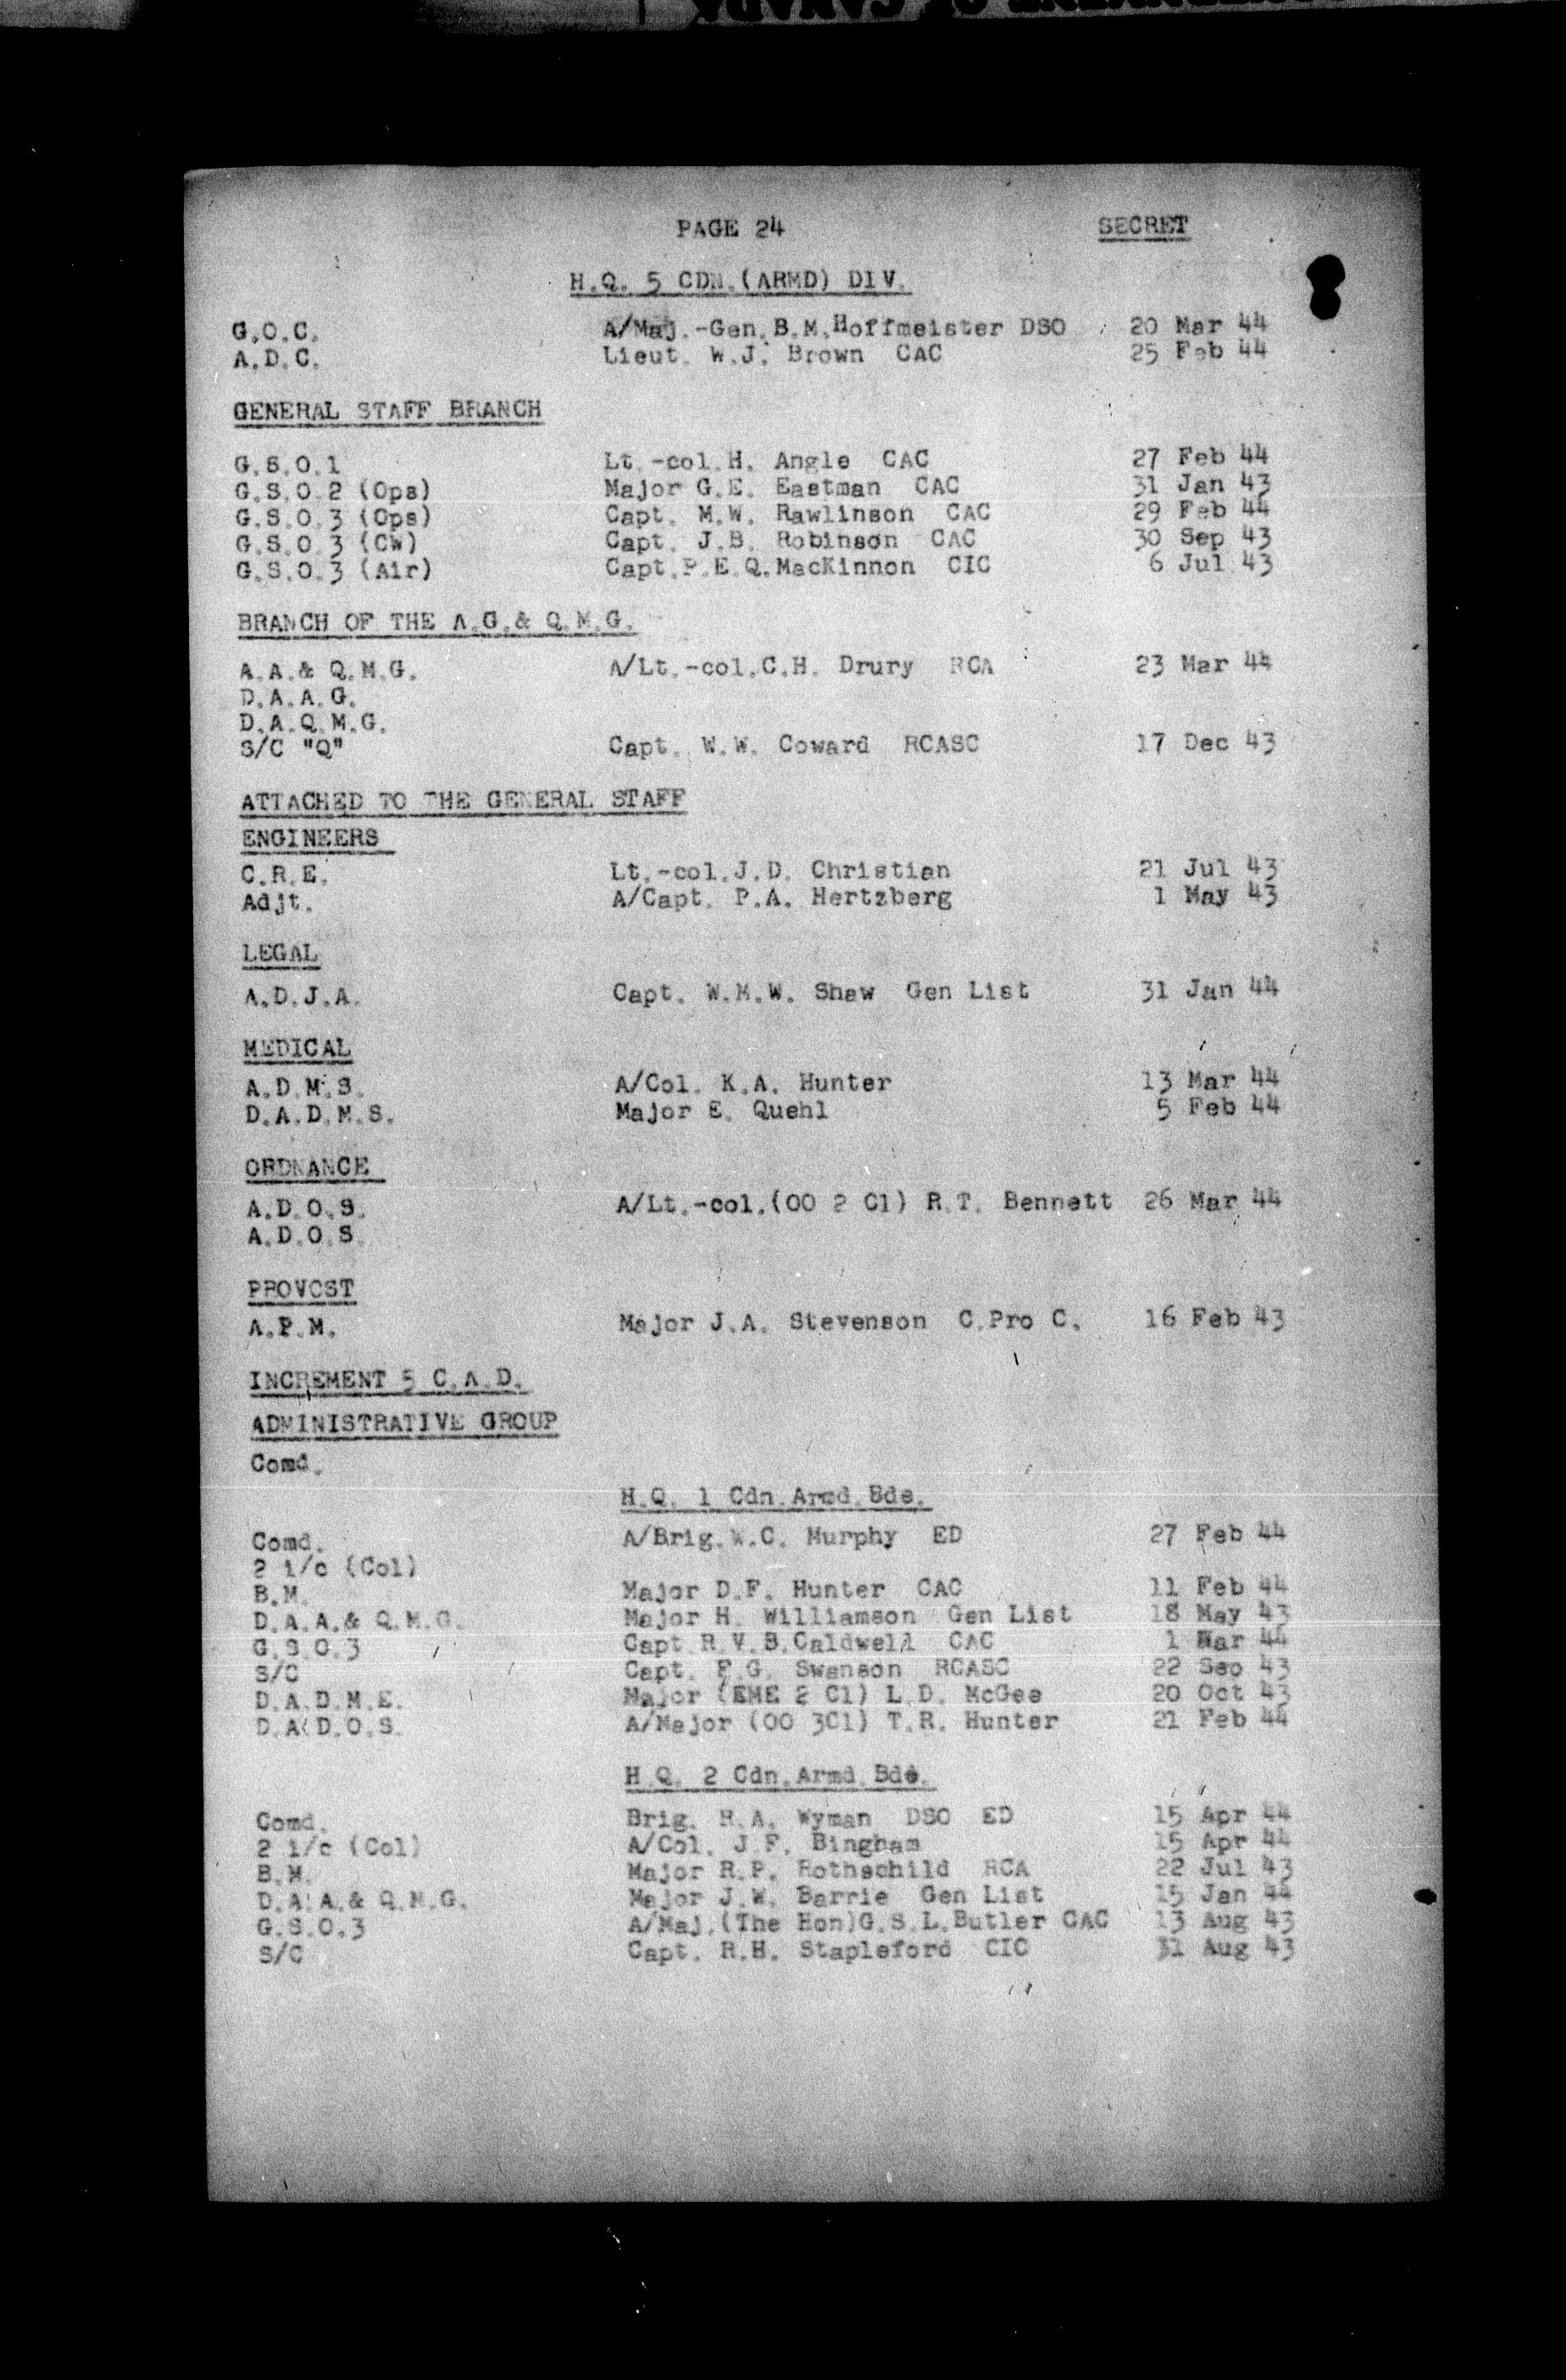 PAGE 24 SECRET
H.Q. 5 CDN.(ARMD) DIV.
G.O.C. A/Maj.-Gen.B.M.Hoffmeister DSO 20 Mar 44
A.D.C. Lieut. W.J. Brown CAC 25 Feb 44
GENERAL STAFF BRANCH
G.S.O.1 Lt.-col.H. Angle CAC 27 Feb 44
G.S.O.2 (Ops) Major G.E. Eastman CAC 31 Jan 43
G.S.O.3 (Ops) Capt. M.W. Rawlinson CAC 29 Feb 44
G.S.O.3 (CW) Capt. J.B. Robinson CAC 30 Sep 43
G.S.O.3 (Air) Capt.P.E.Q.MacKinnon CIC 6 Jul 43
BRANCH OF THE A.G.& Q.M.G.
A.A.& Q.M.G. A/Lt.-col.C.H. Drury RCA 23 Mar 44
D.A.A.G.
D.A.Q.M.G.
S/C "Q" Capt. W.W. Coward RCASC 17 Dec 43
ATTACHED TO THE GENERAL STAFF
ENGINEERS
C.R.E. Lt.-col.J.D. Christian 21 Jul 43
Adjt. A/Capt. P.A. Hertzberg 1 May 43
LEGAL
A.D.J.A. Capt. W.M.W. Shaw Gen List 31 Jan 44
MEDICAL
A.D.M.S. A/Col. K.A. Hunter 13 Mar 44
D.A.D.M.S. Major E. Quehl 5 Feb 44
ORDNANCE
A.D.O.S. A/Lt.-col.(OO 2 Cl) R.T. Bennett 26 Mar 44
A.D.O.S.
PROVOST
A.P.M. Major J.A. Stevenson C.Pro C. 16 Feb 43
INCREMENT 5 C.A.D.
ADMINISTRATIVE GROUP
Comd.
H.Q. 1 Cdn.Armd.Bde.
Comd. A/Brig.W.C. Murphy ED 27 Feb 44
2 i/c (Col)
B.M. Major D.F. Hunter CAC 11 Feb 44
D.A.A.& Q.M.G. Major H. Williamson Gen List 18 May 43
G.S.O.3 Capt.R.V.B.Caldwell CAC 1 Mar 44
S/C Capt. F.G. Swanson RCASC 22 Sep 43
D.A.D.M.E. Major (EME 2 Cl) L.D. McGee 20 Oct 43
D.A.D.O.S. A/Major (OO 3Cl) T.R. Hunter 21 Feb 44
H.Q. 2 Cdn.Armd.Bde.
Comd. Brig. R.A. Wyman DSO ED 15 Apr 44
2 i/c (Col) A/Col. J.F. Bingham 15 Apr 44
B.M. Major R.P. Rothschild RCA 22 Jul 43
D.A.A.& Q.M.G. Major J.W. Barrie Gen List 15 Jan 44
G.S.O.3 A/Maj.(The Hon)G.S.L.Butler CAC 13 Aug 43
S/C Capt. R.H. Stapleford CIC 31 Aug 43